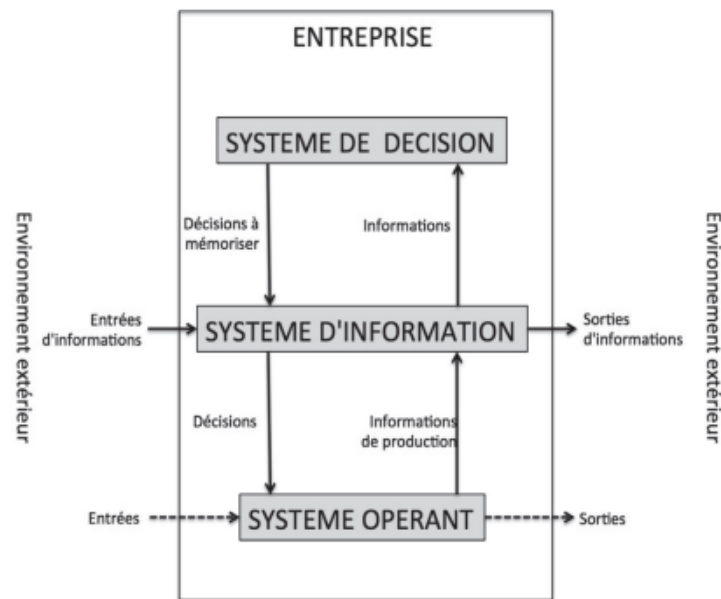 ENTREPRISE
SYSTEME DE DECISION
Décisions à
mémoriser
Informations
Environnement extérieur
Environnement extérieur
Entrées
d'informations
SYSTEME D'INFORMATION
Sorties
d'informations
Décisions
Informations
de production
Entrées
SYSTEME OPERANT
Sorties